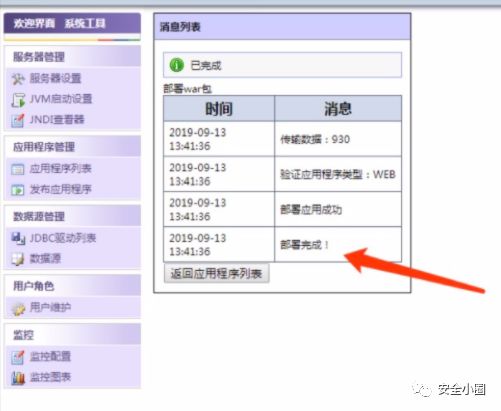 欢迎界面 系统工具
服务器管理
服务器设置
JVM启动设置
JNDI查看器
应用程序管理
应用程序列表
发布应用程序
数据源管理
JDBC驱动列表
数据源
用户角色
用户维护
监控
监控配置
监控图表
消息列表
已完成
部署war包
时间 消息
2019-09-13
13:41:36
传输数据：930
2019-09-13
13:41:36
验证应用程序类型：WEB
2019-09-13
13:41:36
部署应用成功
2019-09-13
13:41:36
部署完成！
返回应用程序列表
安全小圈